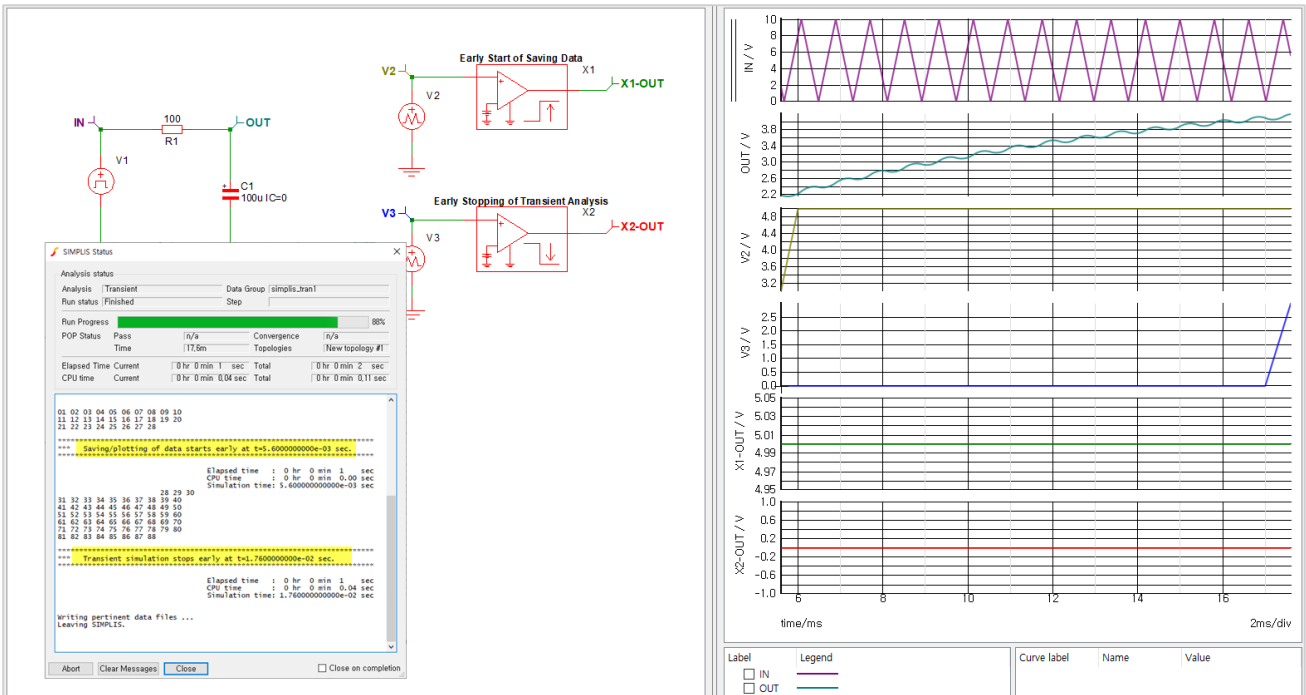 Early Start of Saving Data
V2
X1
X1-OUT
V2
IN
100
OUT
R1
V1
C1
100u IC=0
Early Stopping of Transient Analysis
V3
X2
X2-OUT
V3
SIMPLIS Status
Analysis status
Analysis Transient Data Group simplis_tran1
Run status Finished Step
Run Progress 88%
POP Status Pass n/a Convergence n/a
Time 17,6m Topologies New topology #1
Elapsed Time Current 0 hr 0 min 1 sec Total 0 hr 0 min 2 sec
CPU time Current 0 hr 0 min 0,04 sec Total 0 hr 0 min 0,11 sec
01 02 03 04 05 06 07 08 09 10
11 12 13 14 15 16 17 18 19 20
21 22 23 24 25 26 27 28
*** Saving/plotting of data starts early at t=5.6000000000e-03 sec.
Elapsed time : 0 hr 0 min 1 sec
CPU time : 0 hr 0 min 0.00 sec
Simulation time: 5.600000000000e-03 sec
28 29 30
31 32 33 34 35 36 37 38 39 40
41 42 43 44 45 46 47 48 49 50
51 52 53 54 55 56 57 58 59 60
61 62 63 64 65 66 67 68 69 70
71 72 73 74 75 76 77 78 79 80
81 82 83 84 85 86 87 88
*** Transient simulation stops early at t=1.7600000000e-02 sec.
Elapsed time : 0 hr 0 min 1 sec
CPU time : 0 hr 0 min 0.04 sec
Simulation time: 1.760000000000e-02 sec
Writing pertinent data files ...
Leaving SIMPLIS.
Abort Clear Messages Close Close on completion
IN / V
10
8
6
4
2
0
OUT / V
3.8
3.4
3.0
2.6
2.2
V2 / V
4.8
4.4
4.0
3.6
3.2
V3 / V
2.5
2.0
1.5
1.0
0.5
0.0
X1-OUT / V
5.05
5.03
5.01
4.99
4.97
4.95
X2-OUT / V
1.0
0.6
0.2
-0.2
-0.6
-1.0
6 8 10 12 14 16
time/ms 2ms/div
Label Legend
IN
OUT
Curve label Name Value